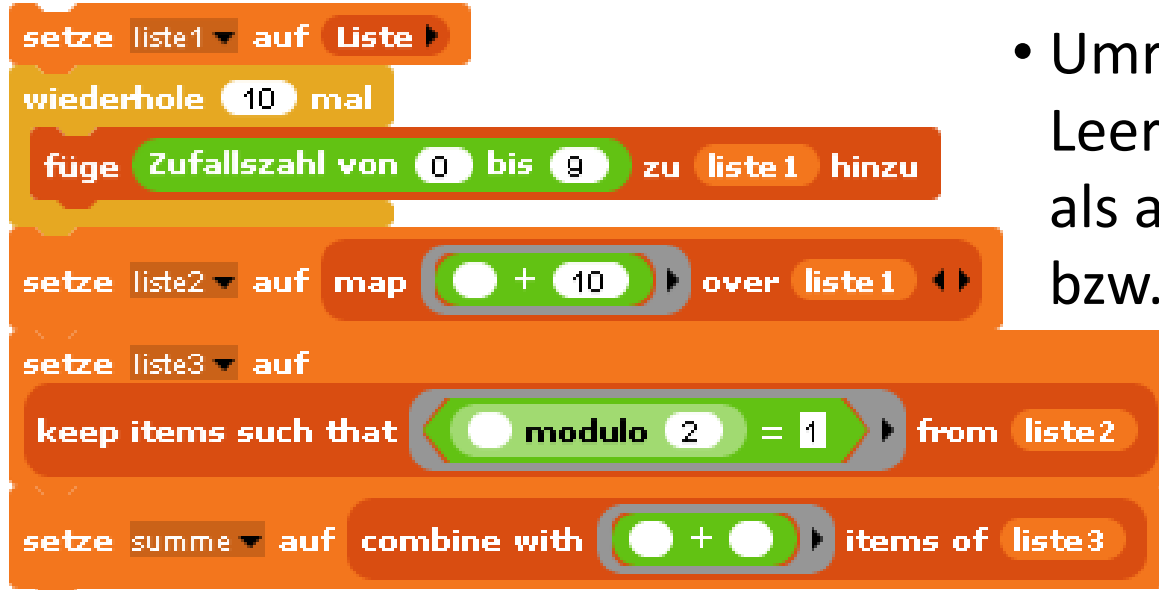 setze liste1 auf Liste
wiederhole 10 mal
füge Zufallszahl von 0 bis 9 zu liste1 hinzu
setze liste2 auf map + 10 over liste1
setze liste3 auf
keep items such that modulo 2 = 1 from liste2
setze summe auf combine with + items of liste3
• Umr
Leer
als a
bzw.